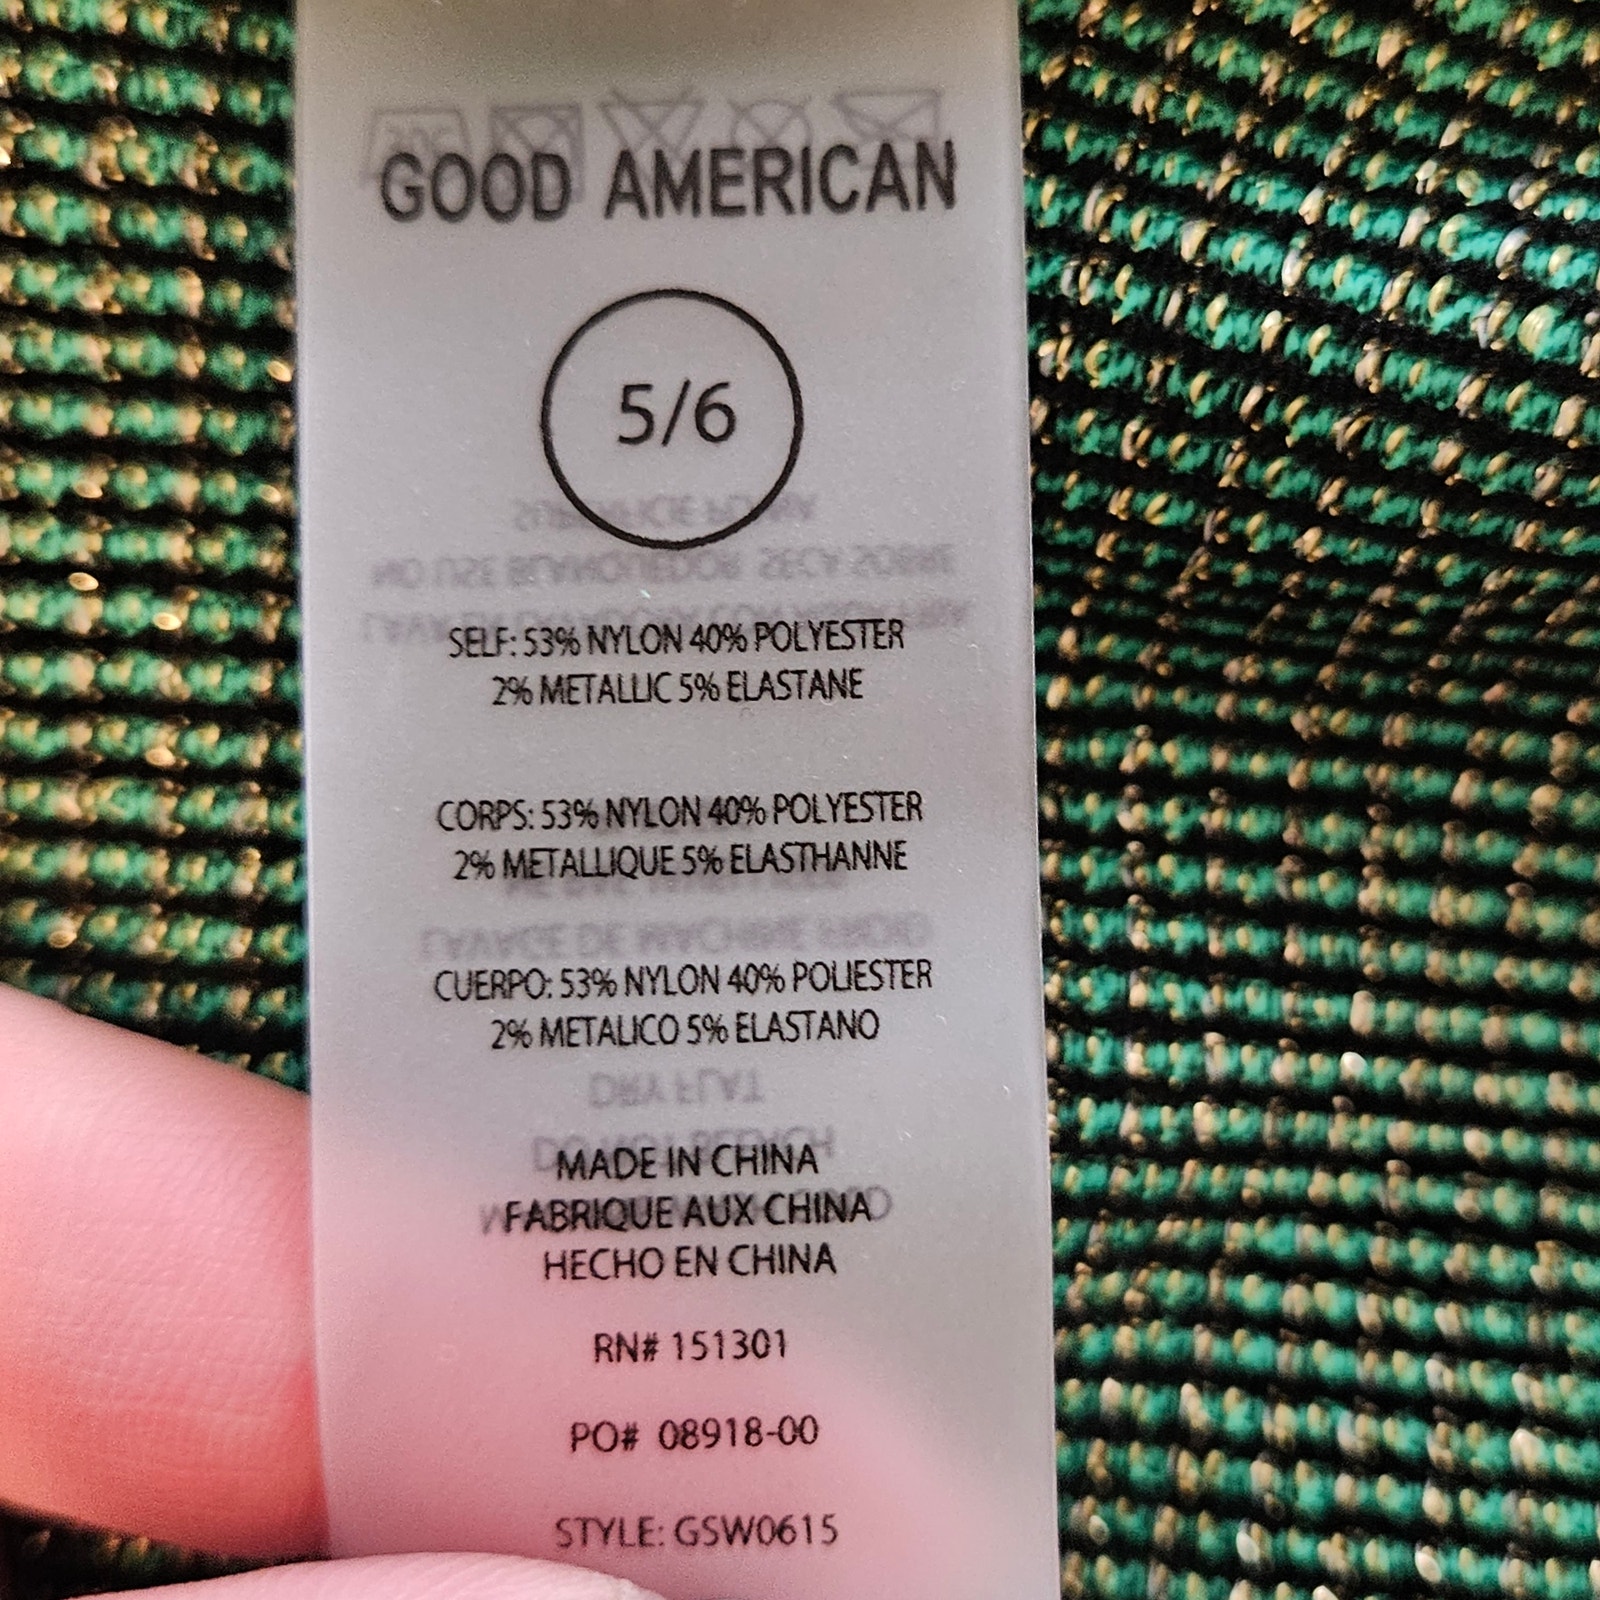 GOOD AMERICAN
5/6
SELF: 53% NYLON 40% POLYESTER
2% METALLIC 5% ELASTANE
CORPS: 53% NYLON 40% POLYESTER
2% METALLIQUE 5% ELASTHANNE
CUERPO: 53% NYLON 40% POLIESTER
2% METALICO 5% ELASTANO
MADE IN CHINA
FABRIQUE AUX CHINA
HECHO EN CHINA
RN# 151301
PO# 08918-00
STYLE: GSW0615